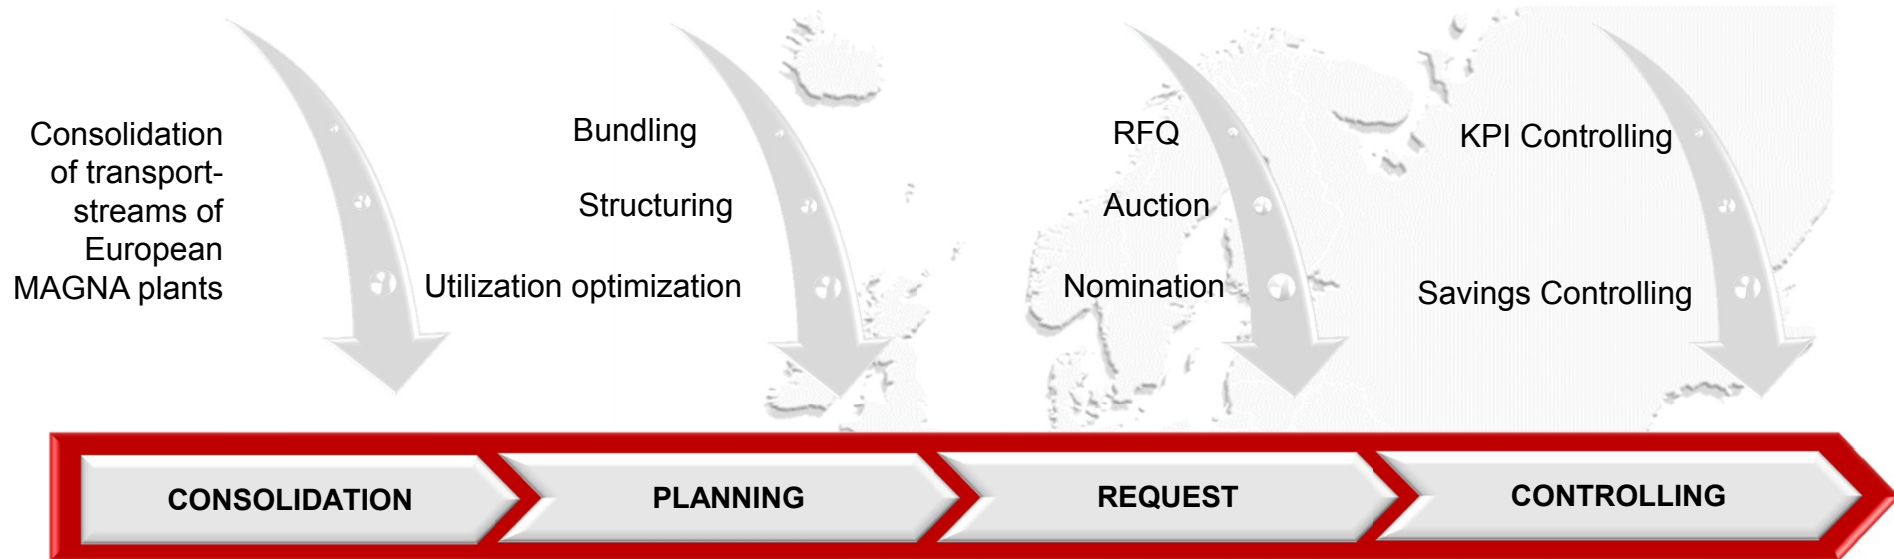 Consolidation
of transport-
streams of
European
MAGNA plants
Bundling
Structuring
Utilization optimization
RFQ
Auction
Nomination
KPI Controlling
Savings Controlling
CONSOLIDATION
PLANNING
REQUEST
CONTROLLING